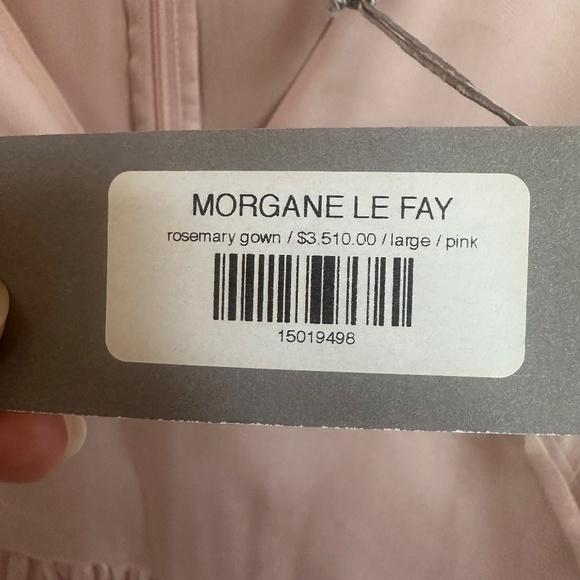 MORGANE LE FAY
rosemary gown / $3,510.00 / large / pink
15019498